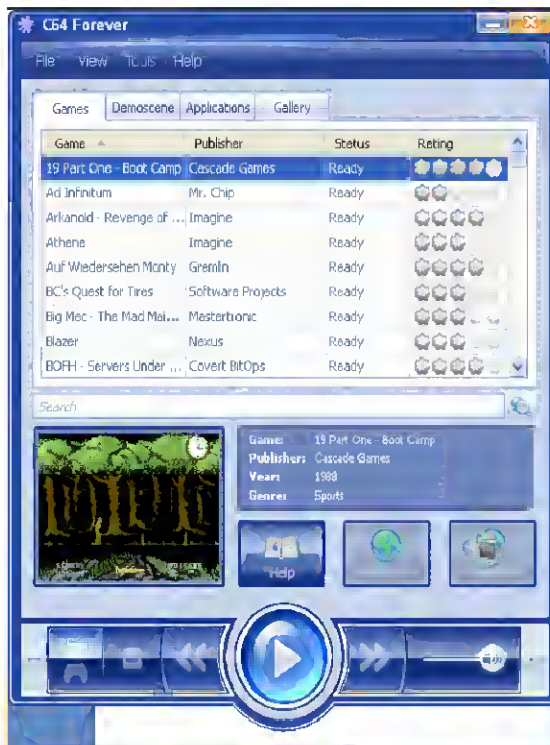 C64 Forever
File View Tools Help
Games Demoscene Applications Gallery
Game Publisher Status Rating
19 Part One - Boot Camp Cascade Games Ready
Ad Infinitum Mr. Chip Ready
Arkanoid - Revenge of ... Imagine Ready
Athena Imagine Ready
Auf Wiedersehen Monty Gremlin Ready
BC's Quest for Tires Software Projects Ready
Big Mac - The Mad Mai... Mastertronic Ready
Blazer Nexus Ready
BOFH - Servers Under ... Covert BitOps Ready
Search
Game: 19 Part One - Boot Camp
Publisher: Cascade Games
Year: 1988
Genre: Sports
Help